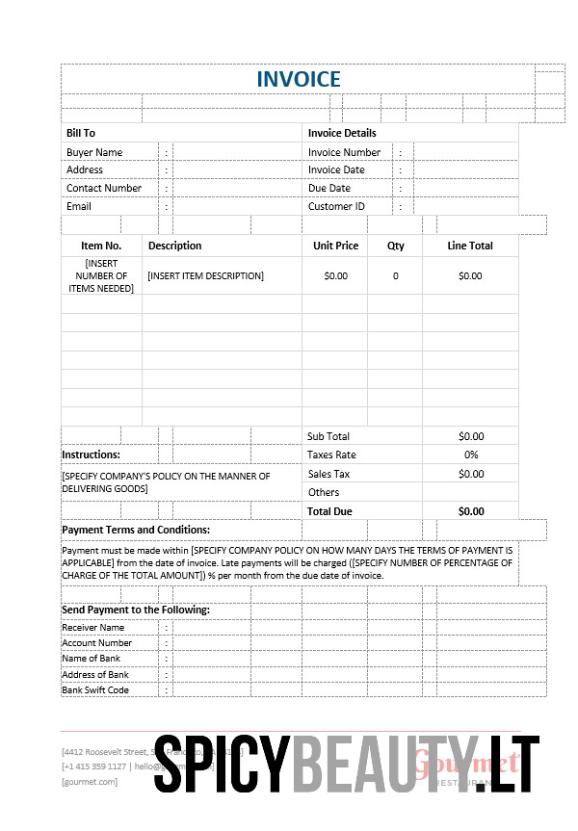 INVOICE
Bill To Invoice Details
Buyer Name : Invoice Number :
Address : Invoice Date :
Contact Number : Due Date :
Email : Customer ID :
Item No. Description Unit Price Qty Line Total
[INSERT
NUMBER OF
ITEMS NEEDED] [INSERT ITEM DESCRIPTION] $0.00 0 $0.00
Sub Total $0.00
Instructions: Taxes Rate 0%
[SPECIFY COMPANY'S POLICY ON THE MANNER OF
DELIVERING GOODS] Sales Tax $0.00
Others
Total Due $0.00
Payment Terms and Conditions:
Payment must be made within [SPECIFY COMPANY POLICY ON HOW MANY DAYS THE TERMS OF PAYMENT IS
APPLICABLE] from the date of invoice. Late payments will be charged ([SPECIFY NUMBER OF PERCENTAGE OF
CHARGE OF THE TOTAL AMOUNT]) % per month from the due date of invoice.
Send Payment to the Following:
Receiver Name :
Account Number :
Name of Bank :
Address of Bank :
Bank Swift Code :
[4412 Roosevelt Street,
[+1 415 359 1127 |
[gourmet.com]
Gourmet
SPICYBEAUTY.LT